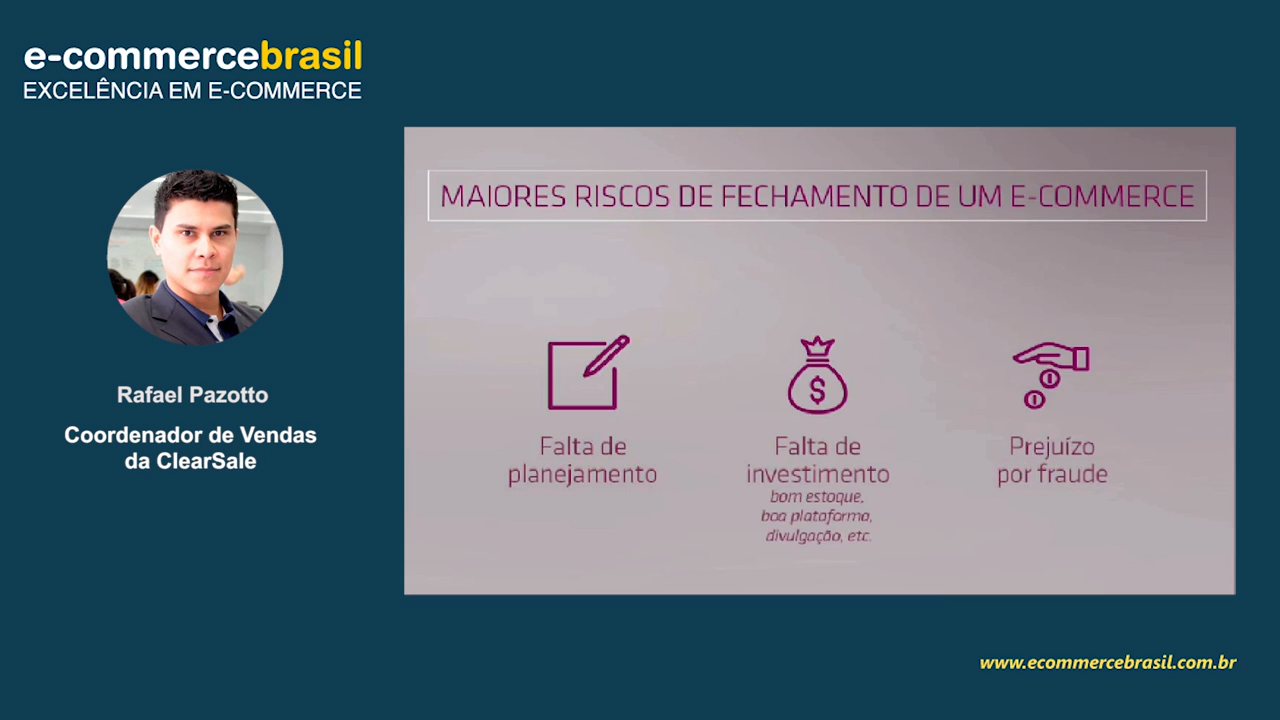 e-commercebrasil
EXCELÊNCIA EM E-COMMERCE
Rafael Pazotto
Coordenador de Vendas
da ClearSale
MAIORES RISCOS DE FECHAMENTO DE UM E-COMMERCE
Falta de
planejamento
$
Falta de
investimento
bom estoque,
boa plataforma,
divulgação, etc.
Prejuízo
por fraude
www.ecommercebrasil.com.br